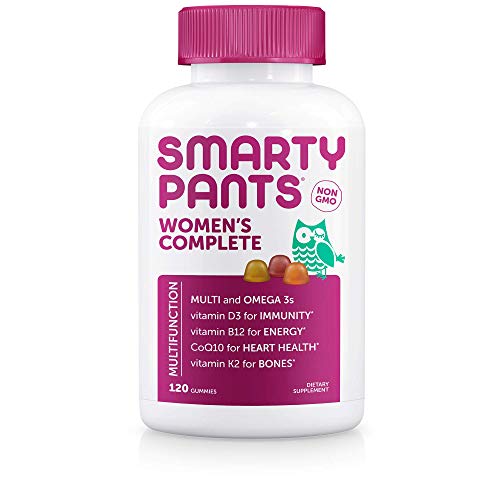 SMARTY
PANTS®
NON
GMO
WOMEN'S
COMPLETE
MULTIFUNCTION
MULTI and OMEGA 3s
vitamin D3 for IMMUNITY*
vitamin B12 for ENERGY*
CoQ10 for HEART HEALTH*
vitamin K2 for BONES*
120 GUMMIES
DIETARY
SUPPLEMENT